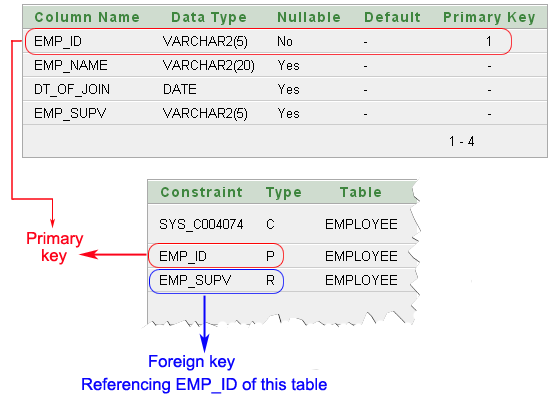 Column Name Data Type Nullable Default Primary Key
EMP_ID VARCHAR2(5) No - 1
EMP_NAME VARCHAR2(20) Yes - -
DT_OF_JOIN DATE Yes - -
EMP_SUPV VARCHAR2(5) Yes - -
1 - 4
Constraint Type Table
SYS_C004074 C EMPLOYEE
EMP_ID P EMPLOYEE
EMP_SUPV R EMPLOYEE
Primary
key
Foreign key
Referencing EMP_ID of this table